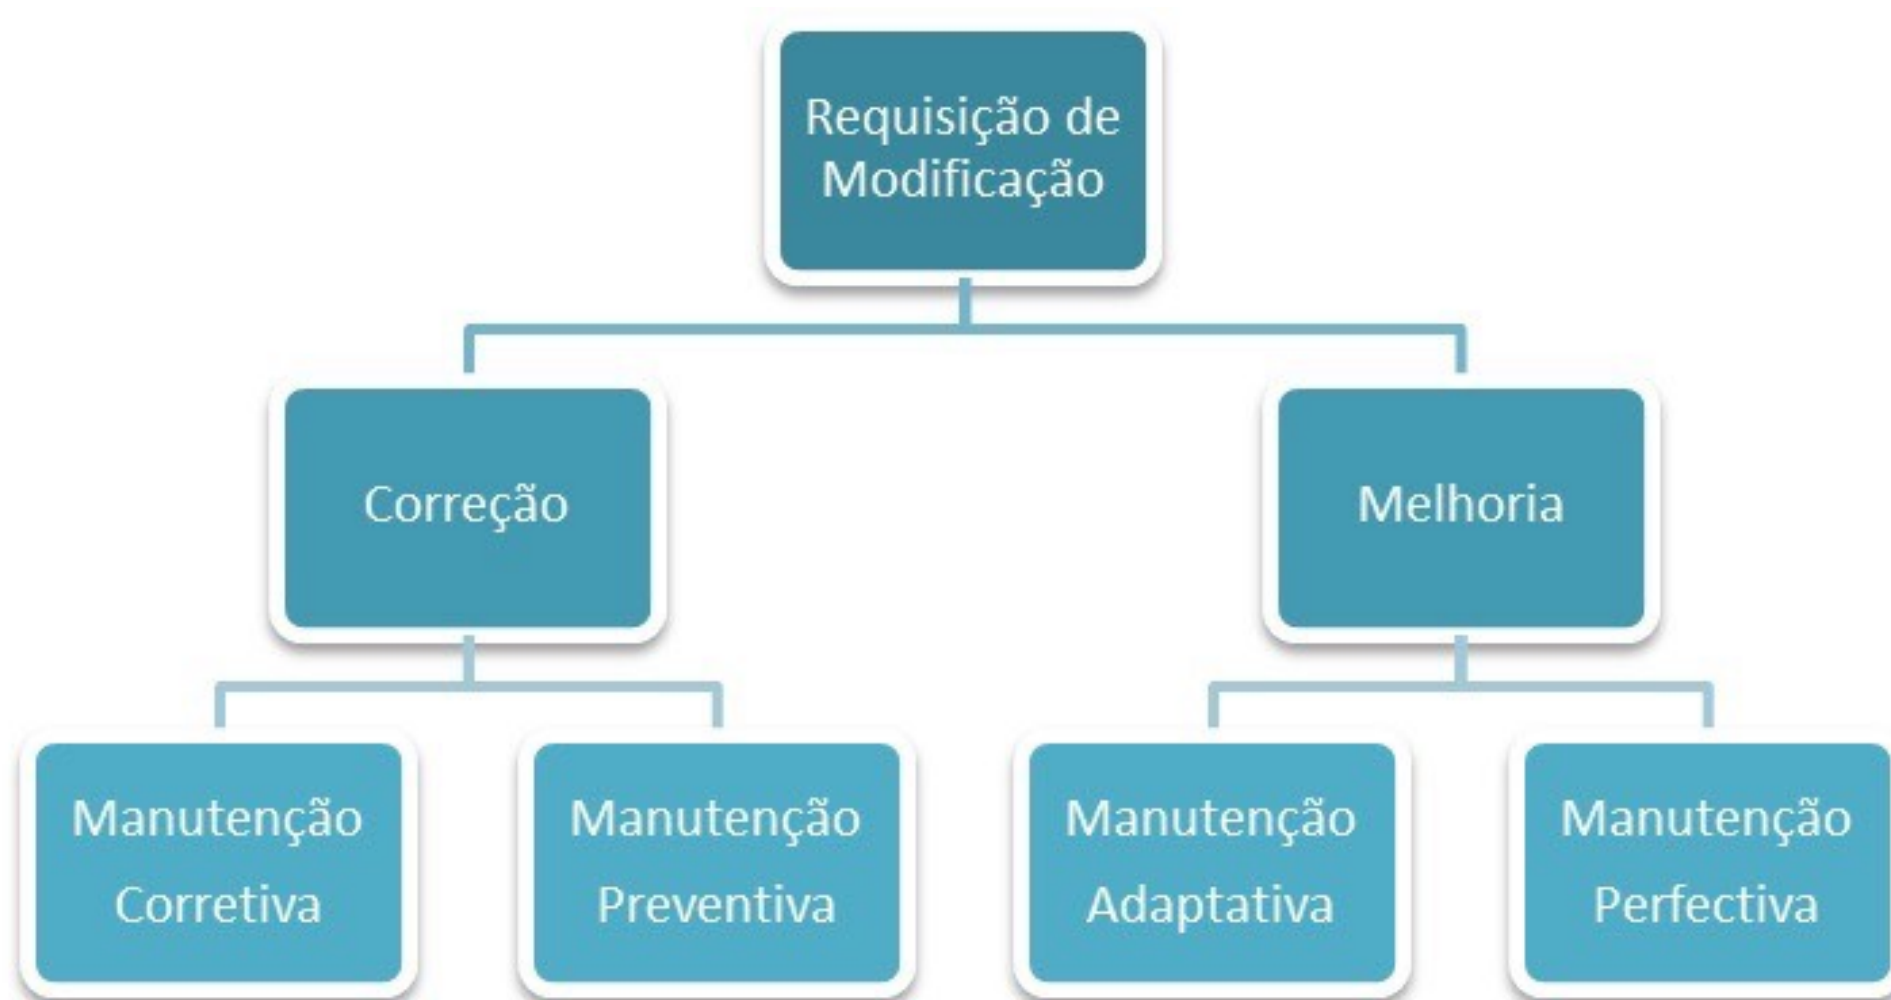 Requisição de
Modificação
Correção
Melhoria
Manutenção
Corretiva
Manutenção
Preventiva
Manutenção
Adaptativa
Manutenção
Perfectiva